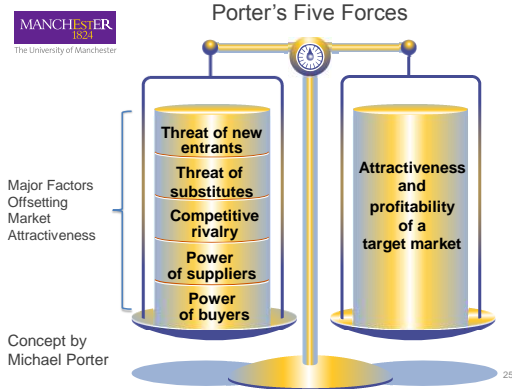 Porter's Five Forces
MANCHESTER
1824
The University of Manchester
Threat of new
entrants
Threat of
substitutes
Competitive
rivalry
Power
of suppliers
Power
of buyers
Major Factors
Offsetting
Market
Attractiveness
Attractiveness
and
profitability
of a
target market
Concept by
Michael Porter
25